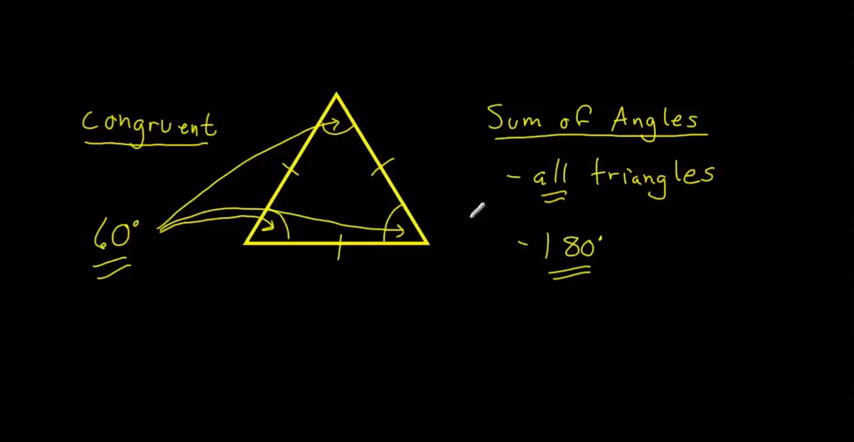 Congruent
60°
Sum of Angles
- all triangles
- 180°